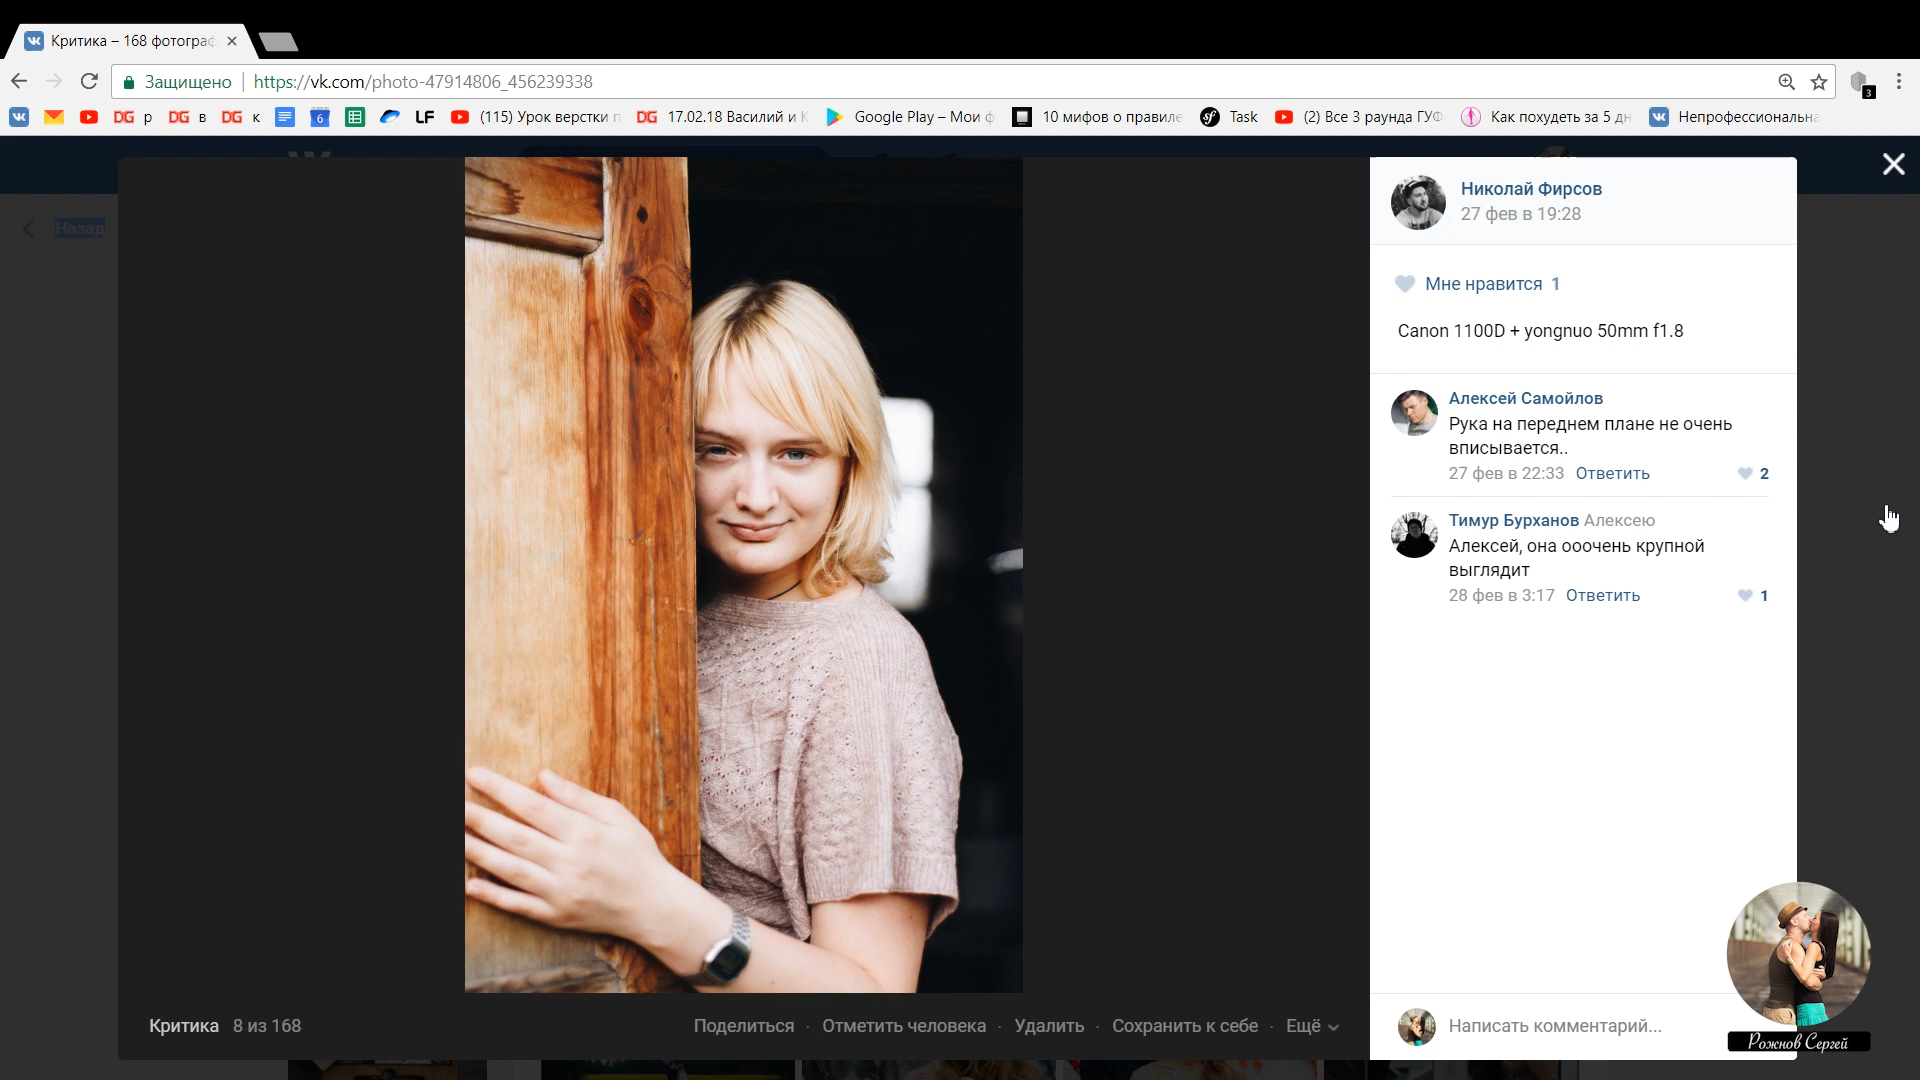 Критика – 168 фотограф
Защищено
https://vk.com/photo-47914806_456239338
3
DG р
DG в
DG к
6
LF
(115) Урок верстки
DG 17.02.18 Василий и
Google Play – Мои
10 мифов о правиле
sf Task
(2) Все 3 раунда ГУФ
Как похудеть за 5 дн
Непрофессиональна
Назад
Николай Фирсов
27 фев в 19:28
Мне нравится 1
Canon 1100D + yongnuo 50mm f1.8
Алексей Самойлов
Рука на переднем плане не очень
вписывается..
27 фев в 22:33 Ответить 2
Тимур Бурханов Алексею
Алексей, она ооочень крупной
выглядит
28 фев в 3:17 Ответить 1
Критика 8 из 168
Поделиться · Отметить человека · Удалить · Сохранить к себе · Ещё
Написать комментарий...
Рожнов Сергей